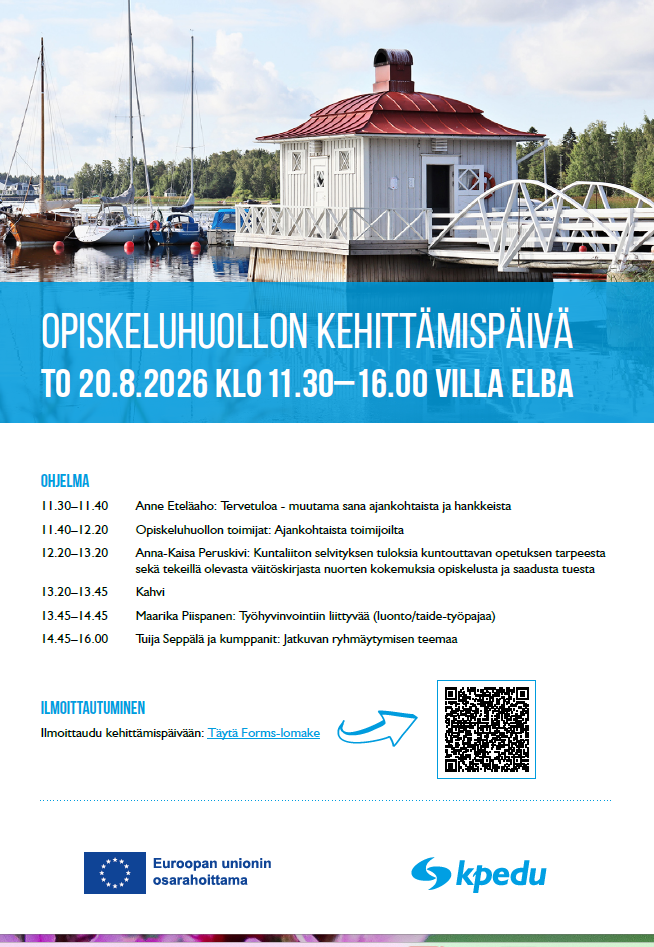 OPISKELUHUOLLON KEHITTÄMISPÄIVÄ
TO 20.8.2026 KLO 11.30–16.00 VILLA ELBA
OHJELMA
11.30–11.40 Anne Eteläaho: Tervetuloa - muutama sana ajankohtaista ja hankkeista
11.40–12.20 Opiskeluhuollon toimijat: Ajankohtaista toimijoilta
12.20–13.20 Anna-Kaisa Peruskivi: Kuntaliiton selvityksen tuloksia kuntouttavan opetuksen tarpeesta
sekä tekeillä olevasta väitöskirjasta nuorten kokemuksia opiskelusta ja saadusta tuesta
13.20–13.45 Kahvi
13.45–14.45 Maarika Piispanen: Työhyvinvointiin liittyvää (luonto/taide-työpajaa)
14.45–16.00 Tuija Seppälä ja kumppanit: Jatkuvan ryhmäytymisen teemaa
ILMOITTAUTUMINEN
Ilmoittaudu kehittämispäivään: Täytä Forms-lomake
Euroopan unionin
osarahoittama
kpedu